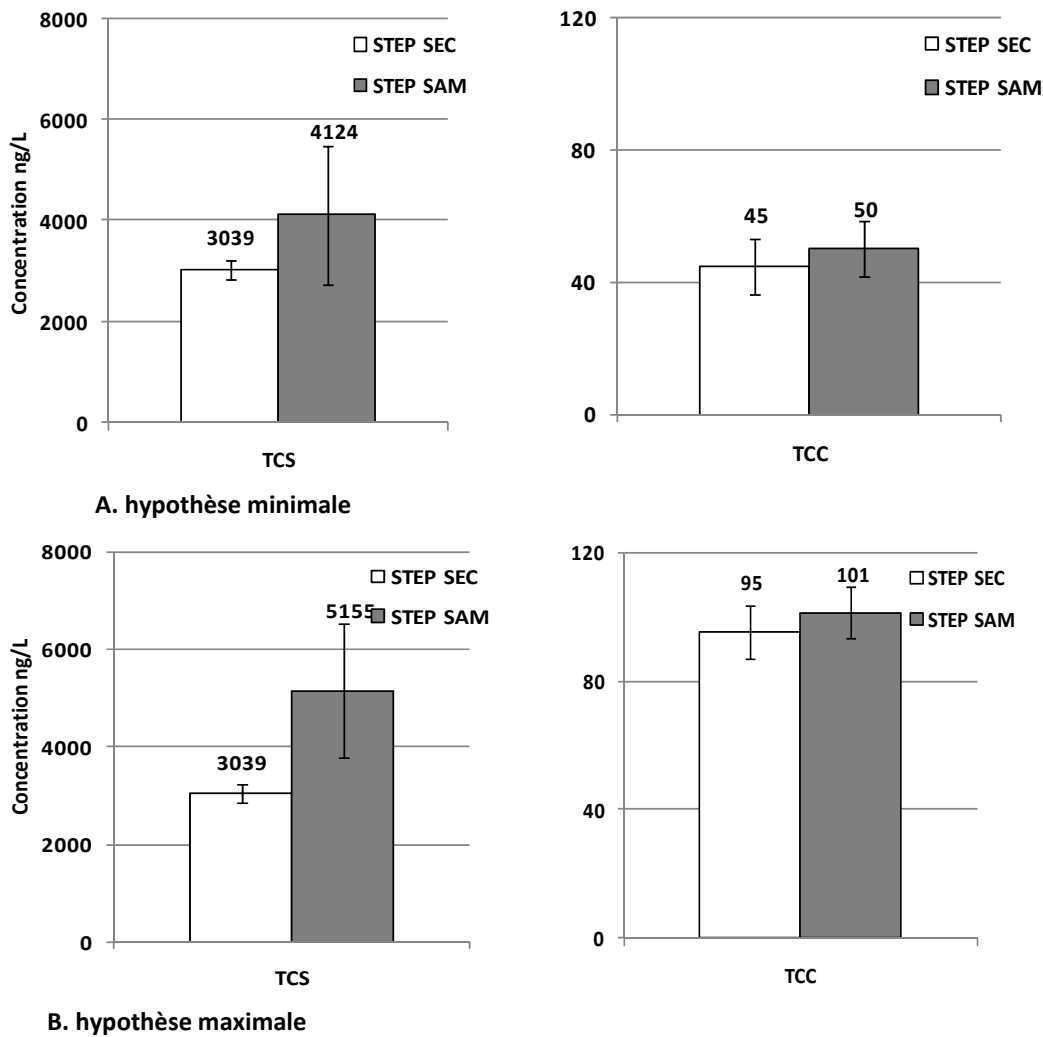 8000
6000
4000
2000
0
Concentration ng/L
STEP SEC
STEP SAM
3039
4124
TCS
120
80
40
0
STEP SEC
STEP SAM
45
50
TCC
A. hypothèse minimale
8000
6000
4000
2000
0
Concentration ng/L
STEP SEC
STEP SAM
3039
5155
TCS
120
80
40
0
STEP SEC
STEP SAM
95
101
TCC
B. hypothèse maximale